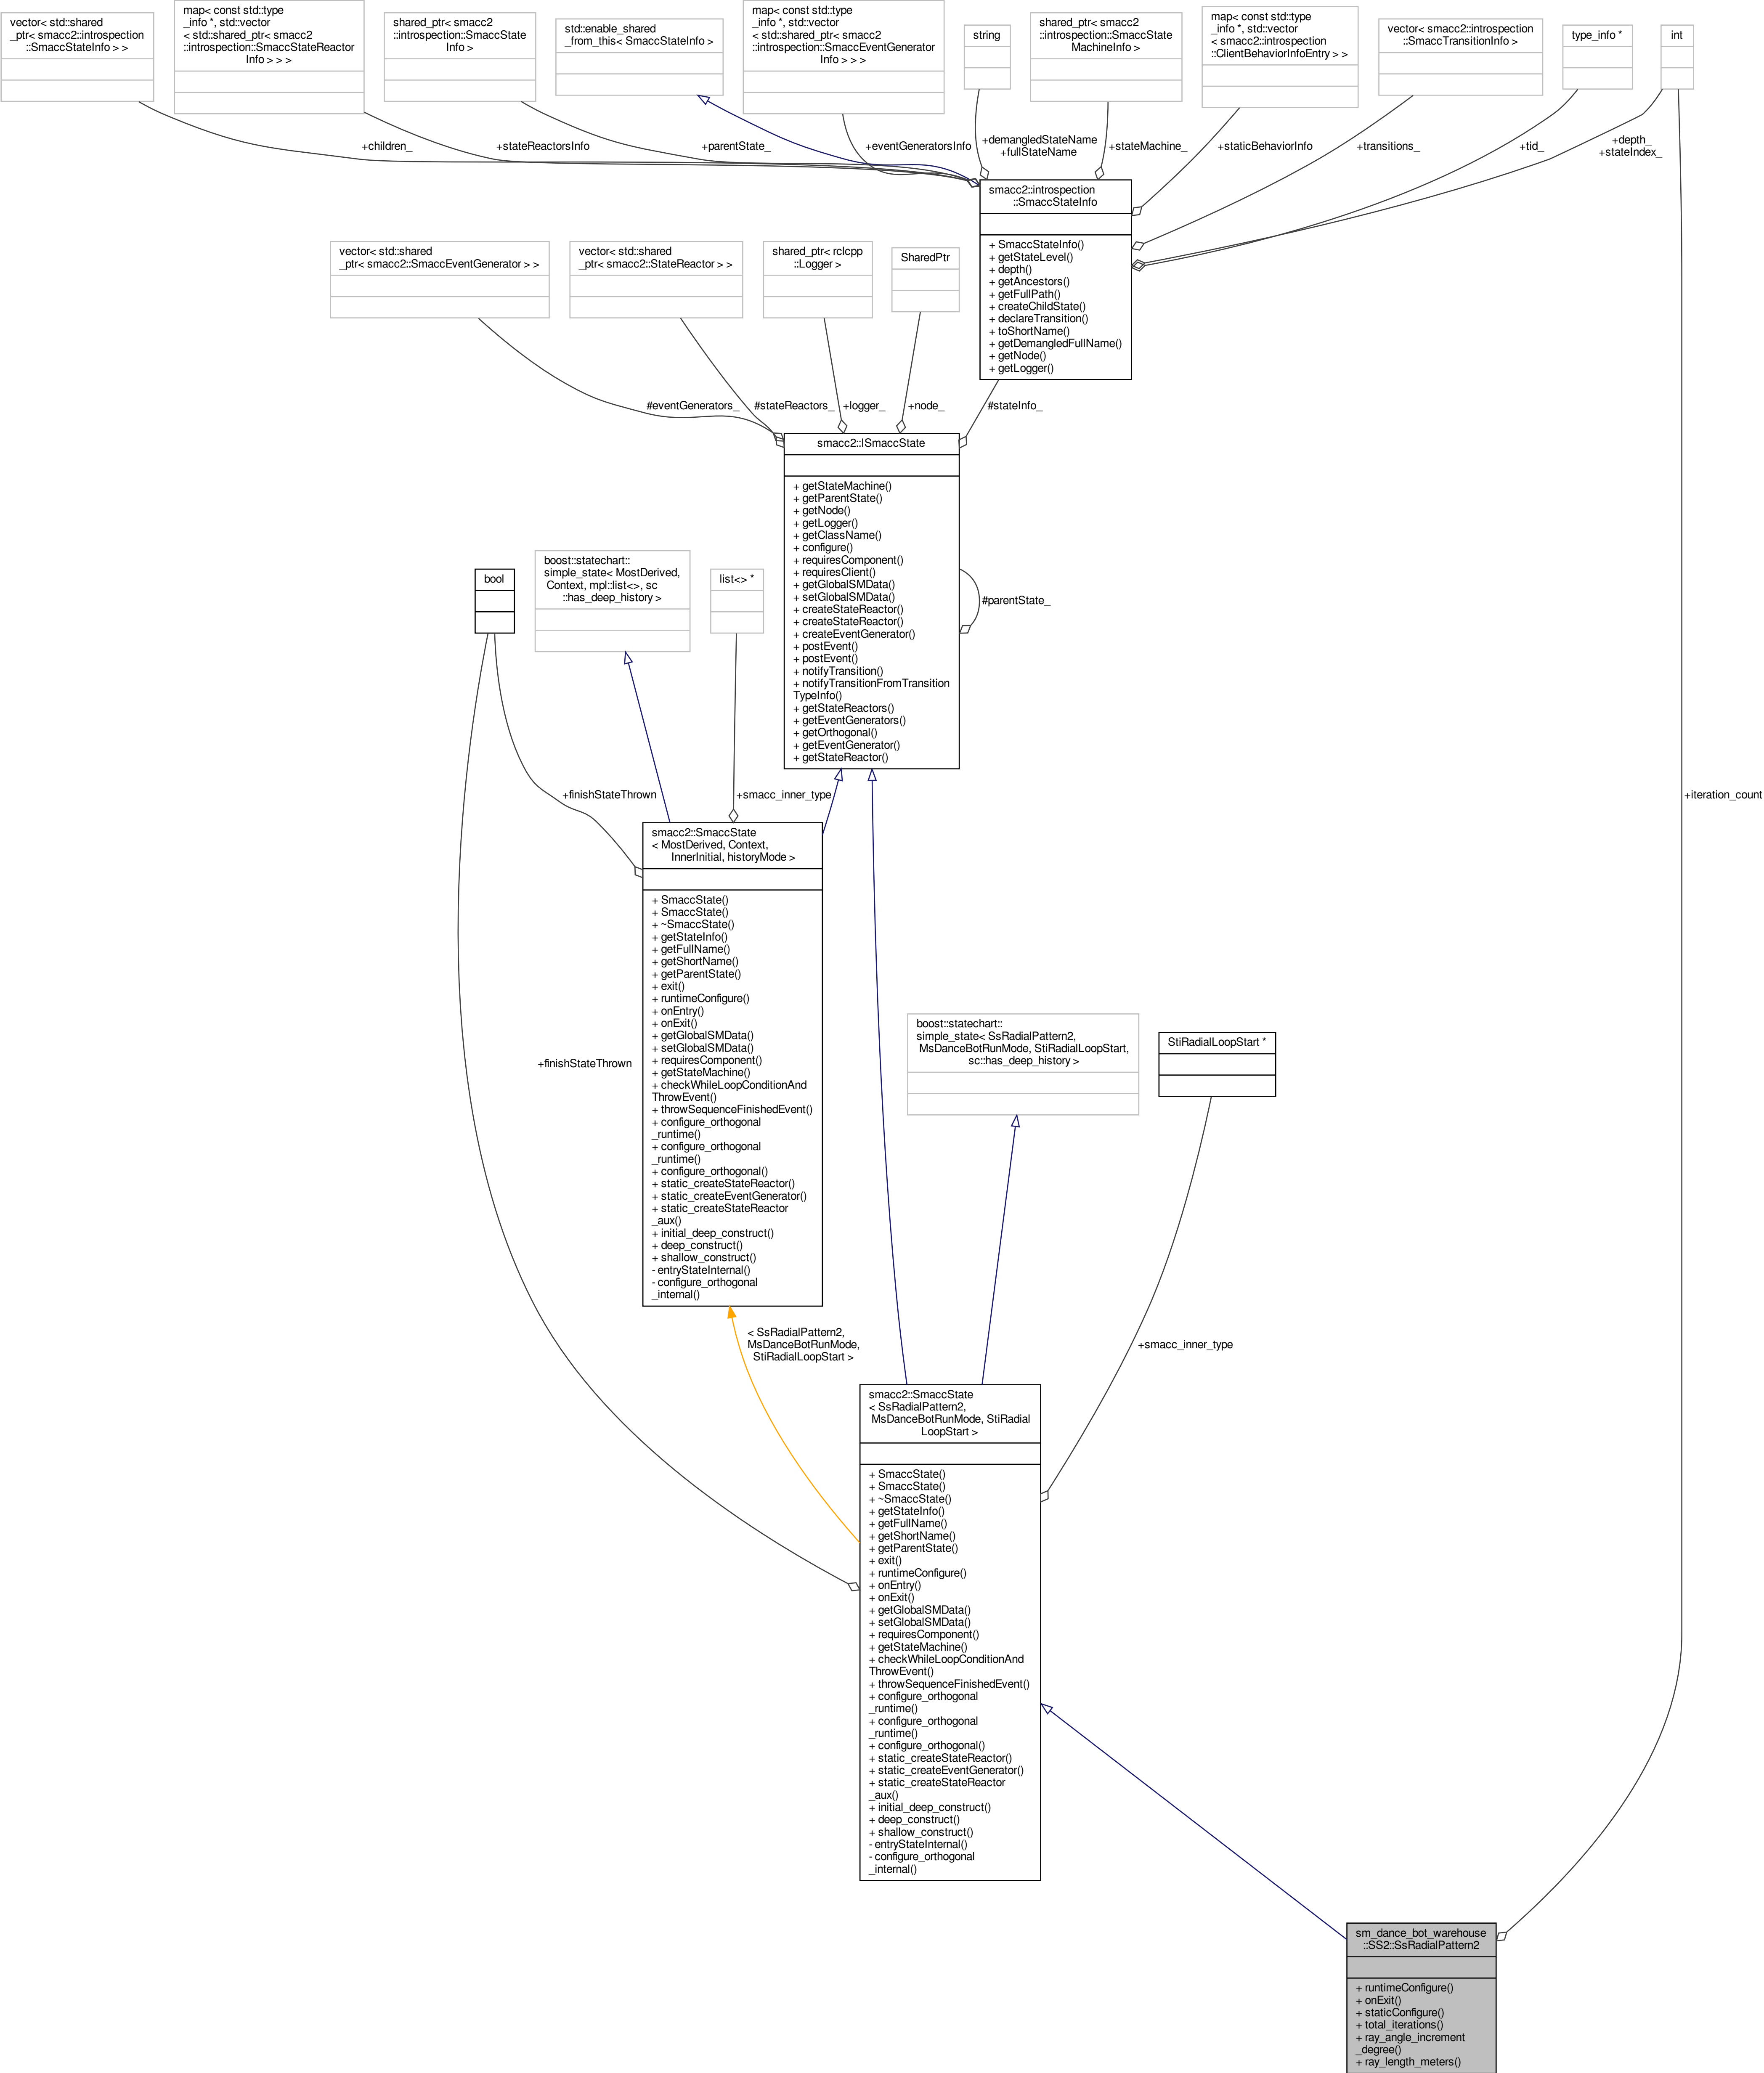 vector< std::shared
_ptr< smacc2::introspection
::SmaccStateInfo > >
map< const std::type
_info *, std::vector
< std::shared_ptr< smacc2
::introspection::SmaccStateReactor
Info > > >
shared_ptr< smacc2
::introspection::SmaccState
Info >
std::enable_shared
_from_this< SmaccStateInfo >
map< const std::type
_info *, std::vector
< std::shared_ptr< smacc2
::introspection::SmaccEventGenerator
Info > > >
string
shared_ptr< smacc2
::introspection::SmaccState
MachineInfo >
map< const std::type
_info *, std::vector
< smacc2::introspection
::ClientBehaviorInfoEntry > >
vector< smacc2::introspection
::SmaccTransitionInfo >
type_info *
int
+children_
+stateReactorsInfo
+parentState_
+eventGeneratorsInfo
+demangledStateName
+fullStateName
+stateMachine_
+staticBehaviorInfo
+transitions_
+tid_
+depth_
+stateIndex_
smacc2::introspection
::SmaccStateInfo
+ SmaccStateInfo()
+ getStateLevel()
+ depth()
+ getAncestors()
+ getFullPath()
+ createChildState()
+ declareTransition()
+ toShortName()
+ getDemangledFullName()
+ getNode()
+ getLogger()
vector< std::shared
_ptr< smacc2::SmaccEventGenerator > >
vector< std::shared
_ptr< smacc2::StateReactor > >
shared_ptr< rclcpp
::Logger >
SharedPtr
#eventGenerators_
#stateReactors_
+logger_
+node_
#stateInfo_
smacc2::ISmaccState
+ getStateMachine()
+ getParentState()
+ getNode()
+ getLogger()
+ getClassName()
+ configure()
+ requiresComponent()
+ requiresClient()
+ getGlobalSMData()
+ setGlobalSMData()
+ createStateReactor()
+ createStateReactor()
+ createEventGenerator()
+ postEvent()
+ postEvent()
+ notifyTransition()
+ notifyTransitionFromTransition
TypeInfo()
+ getStateReactors()
+ getEventGenerators()
+ getOrthogonal()
+ getEventGenerator()
+ getStateReactor()
#parentState_
bool
boost::statechart::
simple_state< MostDerived,
Context, mpl::list<>, sc
::has_deep_history >
list<> *
+finishStateThrown
+smacc_inner_type
+iteration_count
smacc2::SmaccState
< MostDerived, Context,
InnerInitial, historyMode >
+ SmaccState()
+ SmaccState()
+ ~SmaccState()
+ getStateInfo()
+ getFullName()
+ getShortName()
+ getParentState()
+ exit()
+ runtimeConfigure()
+ onEntry()
+ onExit()
+ getGlobalSMData()
+ setGlobalSMData()
+ requiresComponent()
+ getStateMachine()
+ checkWhileLoopConditionAnd
ThrowEvent()
+ throwSequenceFinishedEvent()
+ configure_orthogonal
_runtime()
+ configure_orthogonal
_runtime()
+ configure_orthogonal()
+ static_createStateReactor()
+ static_createEventGenerator()
+ static_createStateReactor
_aux()
+ initial_deep_construct()
+ deep_construct()
+ shallow_construct()
- entryStateInternal()
- configure_orthogonal
_internal()
+finishStateThrown
boost::statechart::
simple_state< SsRadialPattern2,
MsDanceBotRunMode, StiRadialLoopStart,
sc::has_deep_history >
StiRadialLoopStart *
< SsRadialPattern2,
MsDanceBotRunMode,
StiRadialLoopStart >
+smacc_inner_type
smacc2::SmaccState
< SsRadialPattern2,
MsDanceBotRunMode, StiRadial
LoopStart >
+ SmaccState()
+ SmaccState()
+ ~SmaccState()
+ getStateInfo()
+ getFullName()
+ getShortName()
+ getParentState()
+ exit()
+ runtimeConfigure()
+ onEntry()
+ onExit()
+ getGlobalSMData()
+ setGlobalSMData()
+ requiresComponent()
+ getStateMachine()
+ checkWhileLoopConditionAnd
ThrowEvent()
+ throwSequenceFinishedEvent()
+ configure_orthogonal
_runtime()
+ configure_orthogonal
_runtime()
+ configure_orthogonal()
+ static_createStateReactor()
+ static_createEventGenerator()
+ static_createStateReactor
_aux()
+ initial_deep_construct()
+ deep_construct()
+ shallow_construct()
- entryStateInternal()
- configure_orthogonal
_internal()
sm_dance_bot_warehouse
::SS2::SsRadialPattern2
+ runtimeConfigure()
+ onExit()
+ staticConfigure()
+ total_iterations()
+ ray_angle_increment
_degree()
+ ray_length_meters()